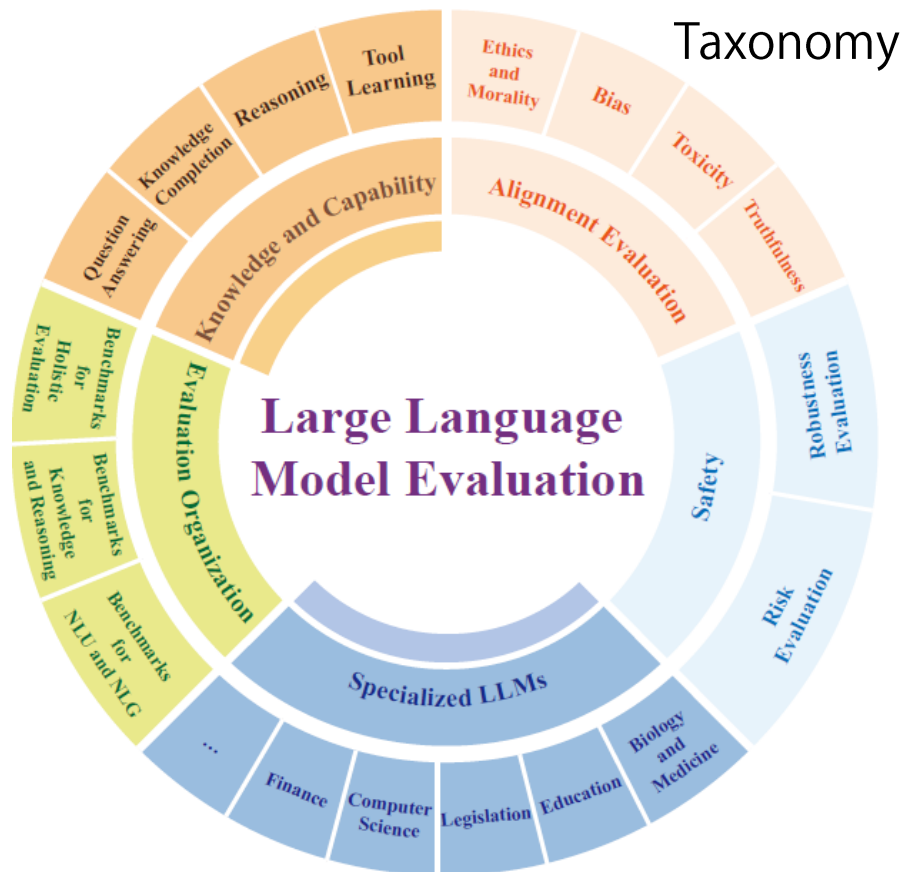 Taxonomy
Large Language
Model Evaluation
Knowledge and Capability
Question
Answering
Knowledge
Completion
Reasoning
Tool
Learning
Alignment Evaluation
Ethics
and
Morality
Bias
Toxicity
Truthfulness
Safety
Robustness
Evaluation
Risk
Evaluation
Specialized LLMs
Biology
and
Medicine
Education
Legislation
Computer
Science
Finance
...
Evaluation Organization
Benchmarks
for
NLU and NLG
Benchmarks
for
Knowledge
and Reasoning
Benchmarks
for
Holistic
Evaluation